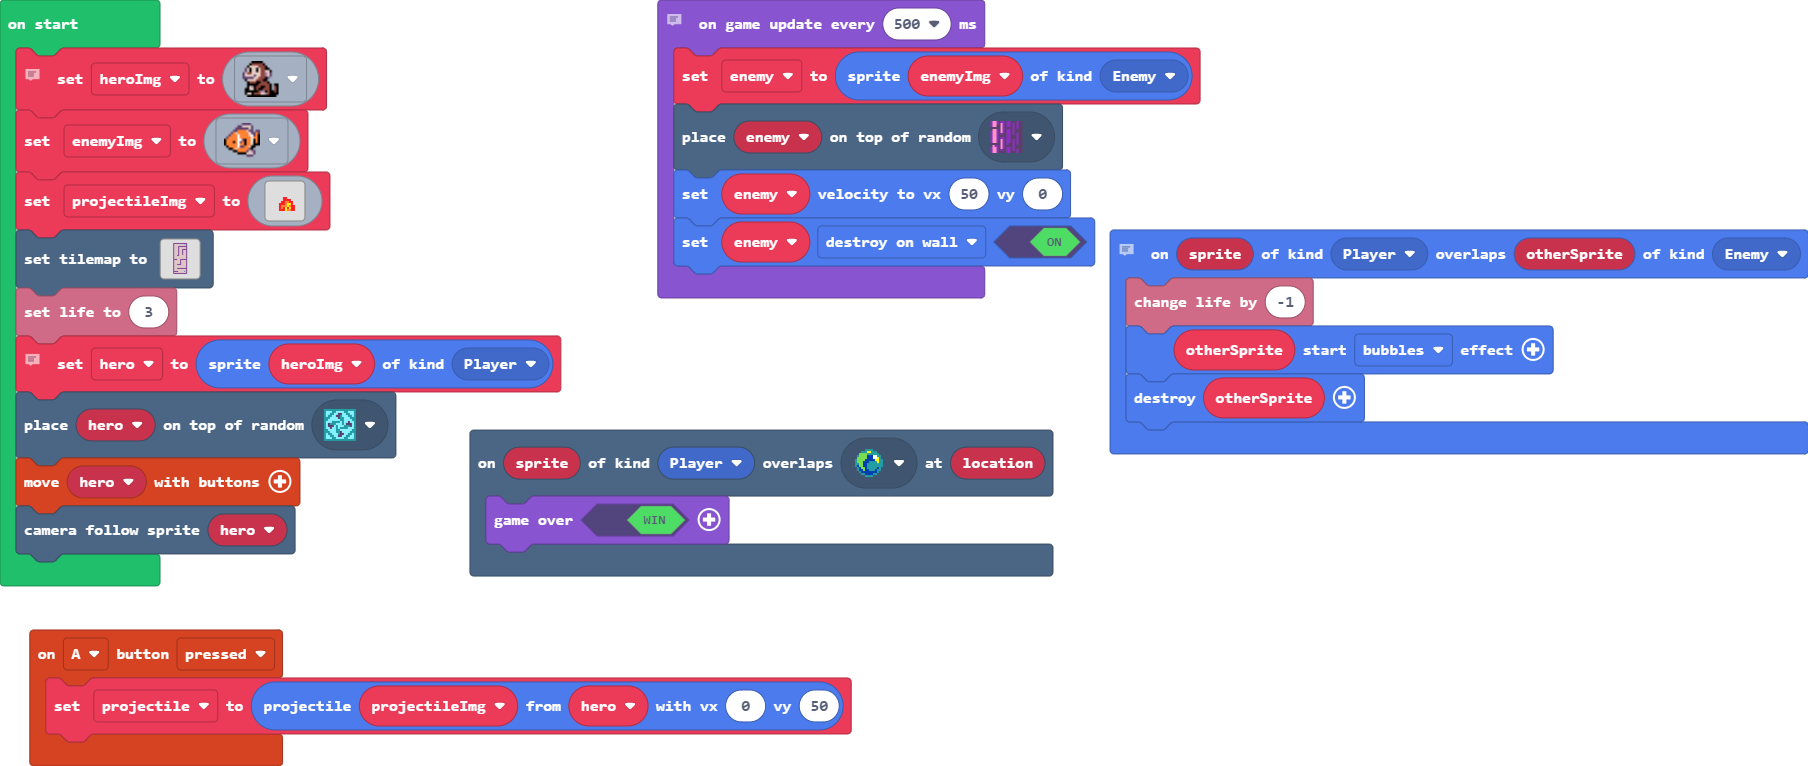 on start
set heroImg to
set enemyImg to
set projectileImg to
set tilemap to
set life to 3
set hero to sprite heroImg of kind Player
place hero on top of random
move hero with buttons
camera follow sprite hero
on game update every 500 ms
set enemy to sprite enemyImg of kind Enemy
place enemy on top of random
set enemy velocity to vx 50 vy 0
set enemy destroy on wall ON
on sprite of kind Player overlaps otherSprite of kind Enemy
change life by -1
otherSprite start bubbles effect
destroy otherSprite
on sprite of kind Player overlaps at location
game over WIN
on A button pressed
set projectile to projectile projectileImg from hero with vx 0 vy 50